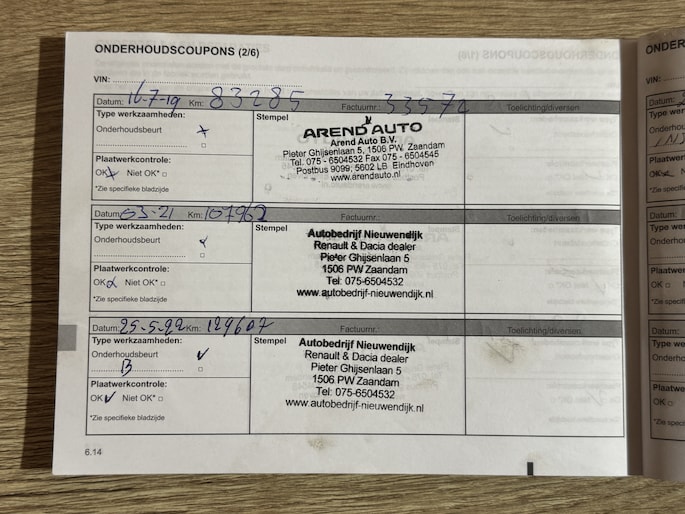 ONDERHOUDSCOUPONS (2/6)
VIN:
Datum: 16-7-19 Km: 83285 Factuurnr.: 33572 Toelichting/diversen:
Type werkzaamheden:
Onderhoudsbeurt x
Plaatwerkcontrole:
OK x Niet OK*
*Zie specifieke bladzijde
Stempel
AREND AUTO
Arend Auto B.V.
Pieter Ghijsenlaan 5, 1506 PW Zaandam
Tel. 075 - 6504532 Fax 075 - 6504545
Postbus 9099, 5602 LB Eindhoven
www.arendauto.nl
Datum: 03-21 Km: 107962 Factuurnr.: Toelichting/diversen:
Type werkzaamheden:
Onderhoudsbeurt
Plaatwerkcontrole:
OK Niet OK*
*Zie specifieke bladzijde
Stempel
Autobedrijf Nieuwendijk
Renault & Dacia dealer
Pieter Ghijsenlaan 5
1506 PW Zaandam
Tel: 075-6504532
www.autobedrijf-nieuwendijk.nl
Datum: 25-5-22 Km: 129607 Factuurnr.: Toelichting/diversen:
Type werkzaamheden:
Onderhoudsbeurt
B
Plaatwerkcontrole:
OK Niet OK*
*Zie specifieke bladzijde
Stempel
Autobedrijf Nieuwendijk
Renault & Dacia dealer
Pieter Ghijsenlaan 5
1506 PW Zaandam
Tel: 075-6504532
www.autobedrijf-nieuwendijk.nl
6.14